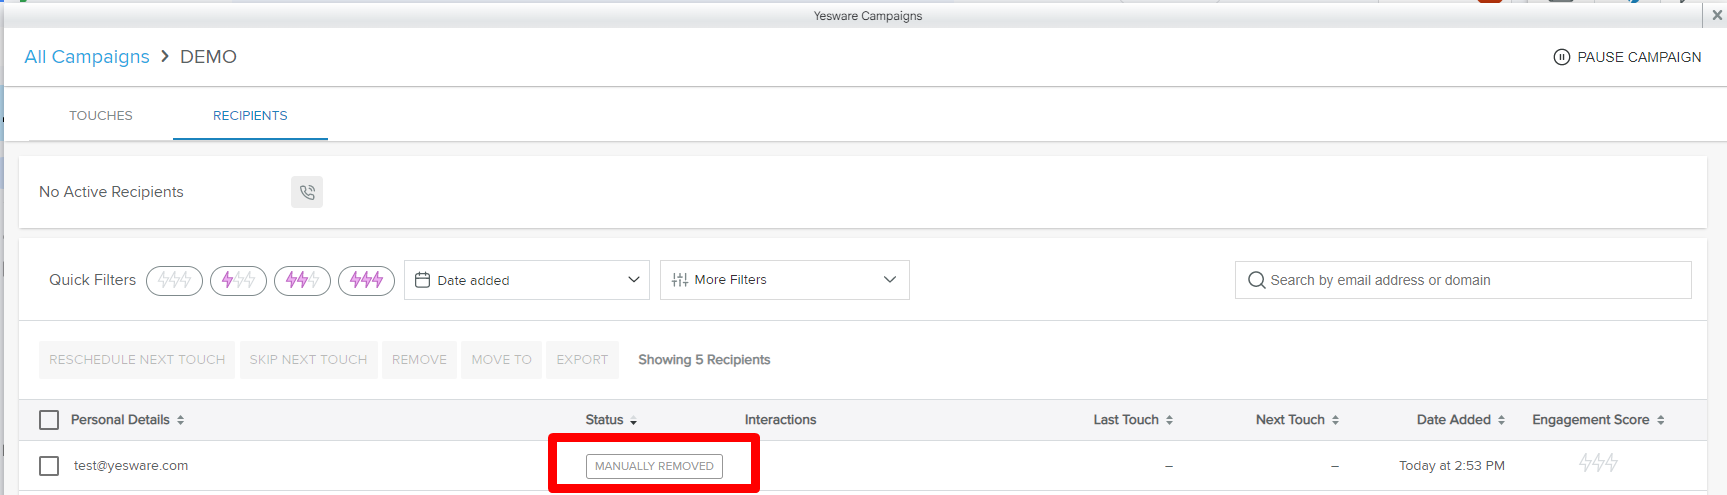 Yesware Campaigns
All Campaigns > DEMO
PAUSE CAMPAIGN
TOUCHES RECIPIENTS
No Active Recipients
Quick Filters Date added More Filters Search by email address or domain
RESCHEDULE NEXT TOUCH SKIP NEXT TOUCH REMOVE MOVE TO EXPORT Showing 5 Recipients
Personal Details Status Interactions Last Touch Next Touch Date Added Engagement Score
test@yesware.com MANUALLY REMOVED – – Today at 2:53 PM